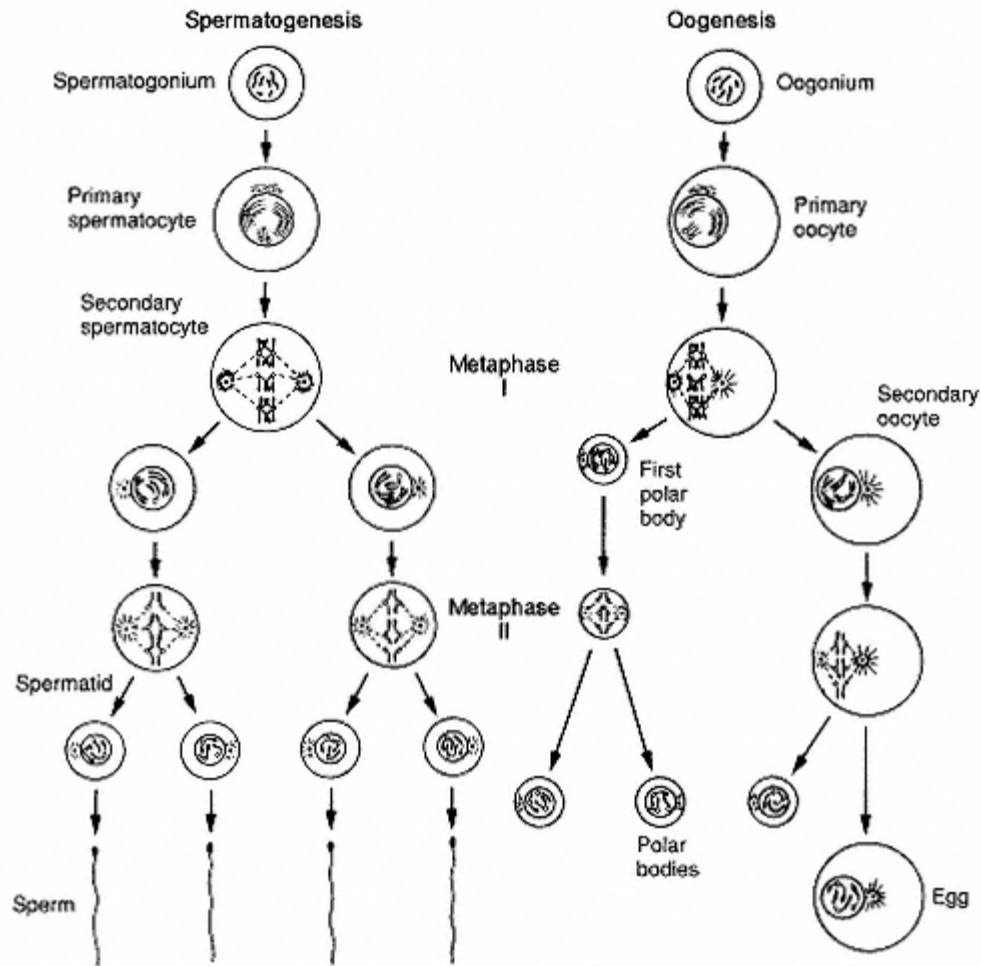 Spermatogenesis
Oogenesis
Spermatogonium
Oogonium
Primary
spermatocyte
Primary
oocyte
Secondary
spermatocyte
Metaphase
I
Secondary
oocyte
First
polar
body
Metaphase
II
Spermatid
Polar
bodies
Sperm
Egg